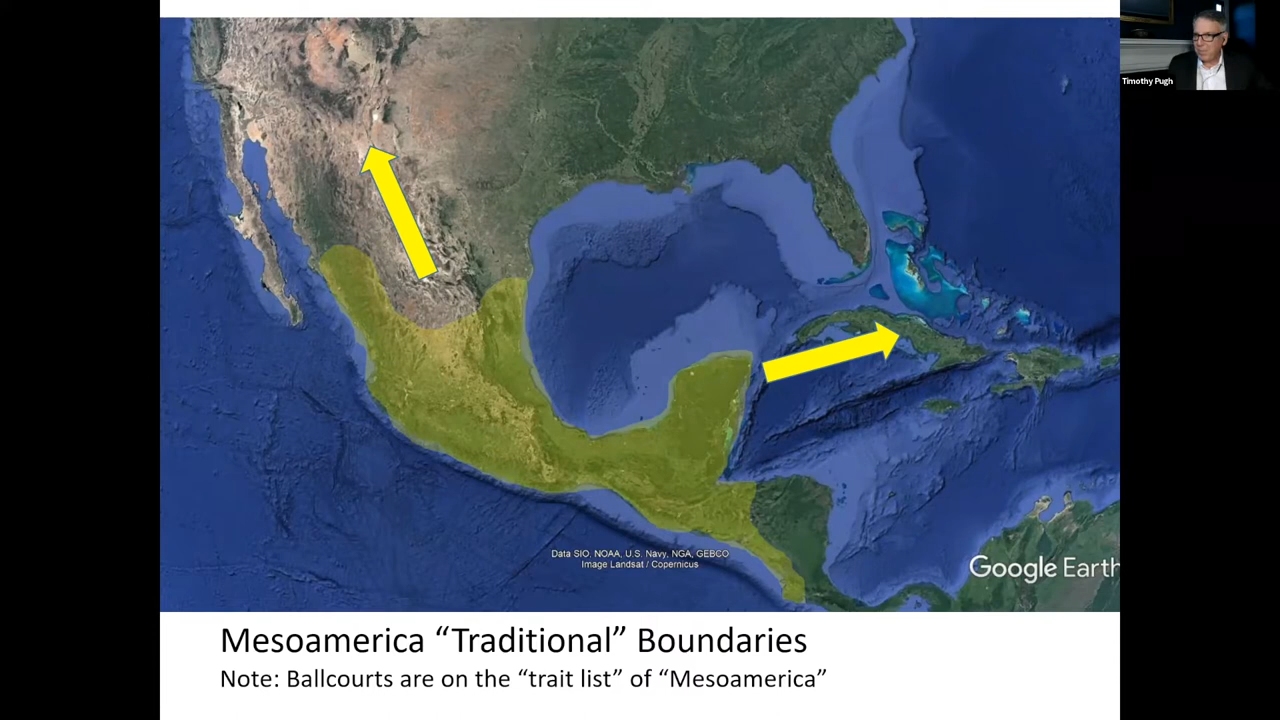 Timothy Pugh
Data SIO, NOAA, U.S. Navy, NGA, GEBCO
Image Landsat / Copernicus
Google Earth
Mesoamerica “Traditional” Boundaries
Note: Ballcourts are on the “trait list” of “Mesoamerica”